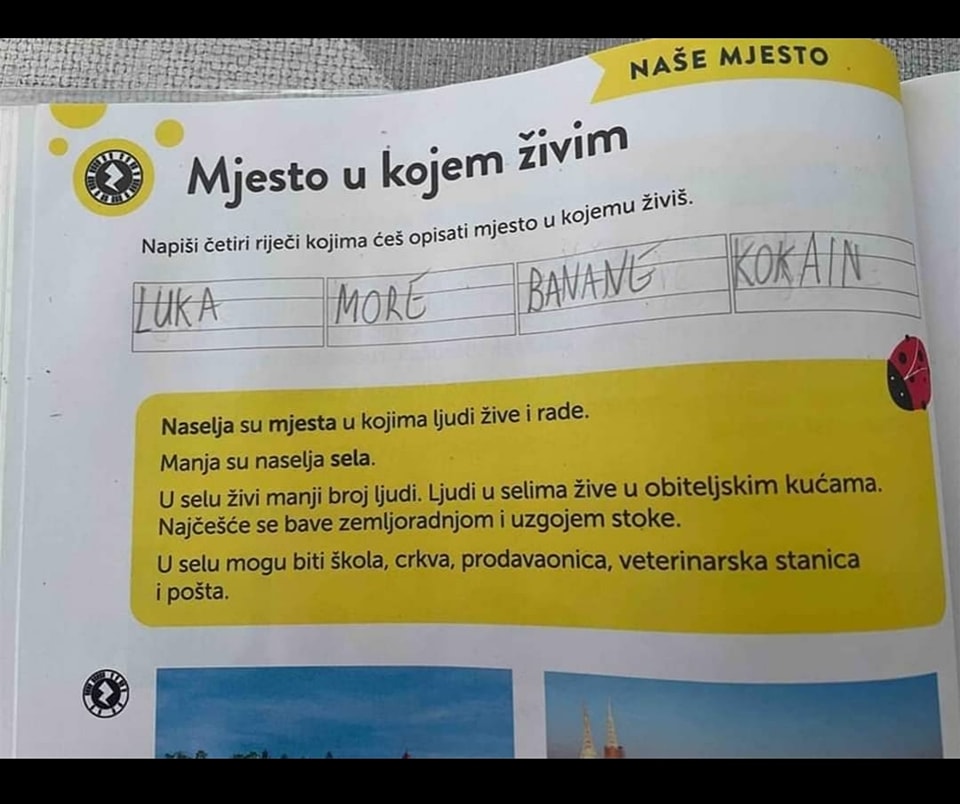 NAŠE MJESTO
Mjesto u kojem živim
Napiši četiri riječi kojima ćeš opisati mjesto u kojemu živiš.
LUKA MORE BANANE KOKAIN
Naselja su mjesta u kojima ljudi žive i rade.
Manja su naselja sela.
U selu živi manji broj ljudi. Ljudi u selima žive u obiteljskim kućama.
Najčešće se bave zemljoradnjom i uzgojem stoke.
U selu mogu biti škola, crkva, prodavaonica, veterinarska stanica
i pošta.